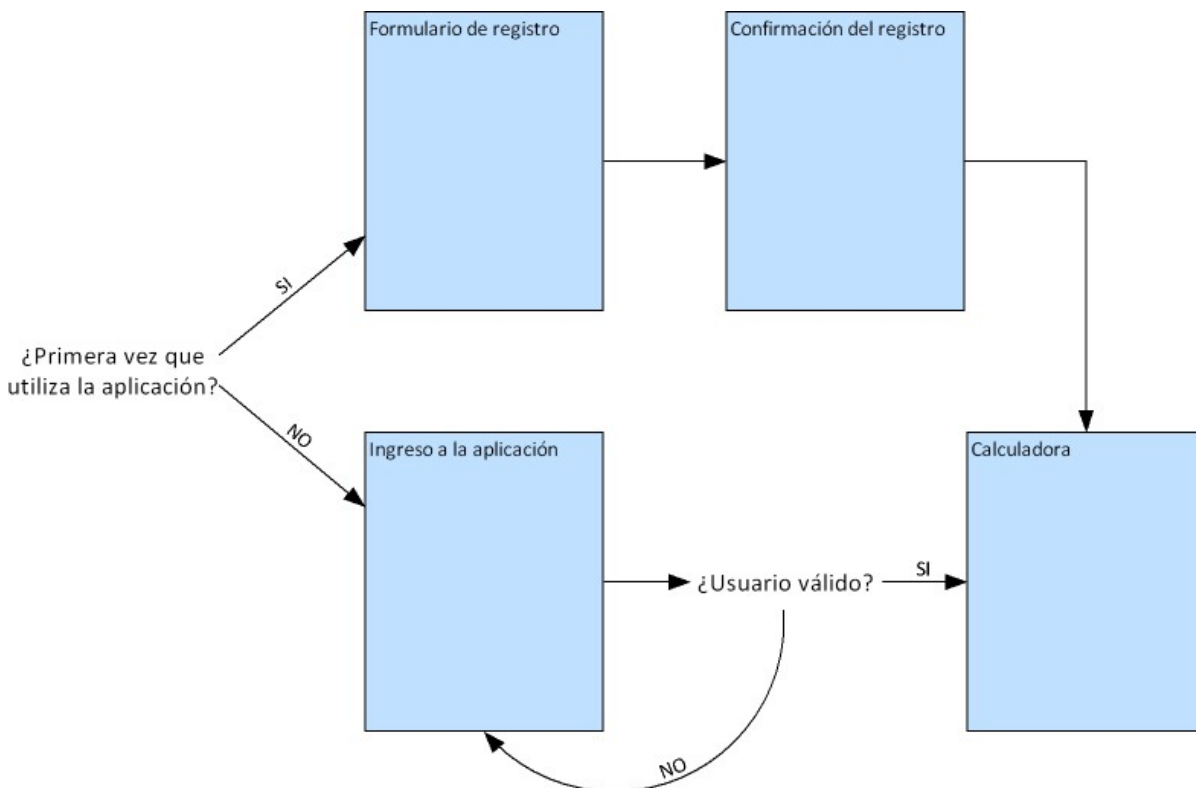 Formulario de registro
Confirmación del registro
SI
¿Primera vez que
utiliza la aplicación?
NO
Ingreso a la aplicación
Calculadora
¿Usuario válido?
SI
NO